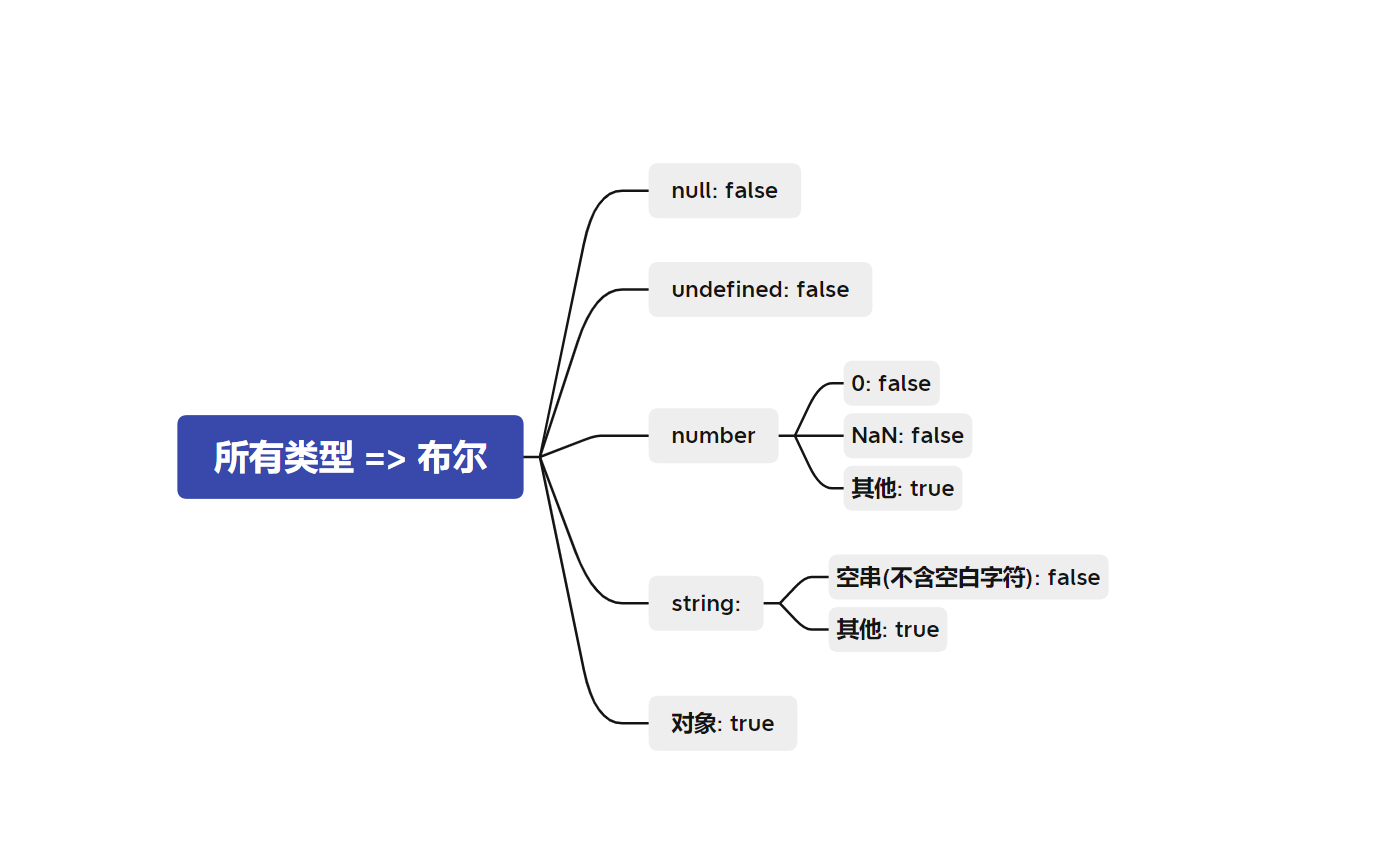 所有类型 => 布尔
null: false
undefined: false
number
0: false
NaN: false
其他: true
string:
空串(不含空白字符): false
其他: true
对象: true